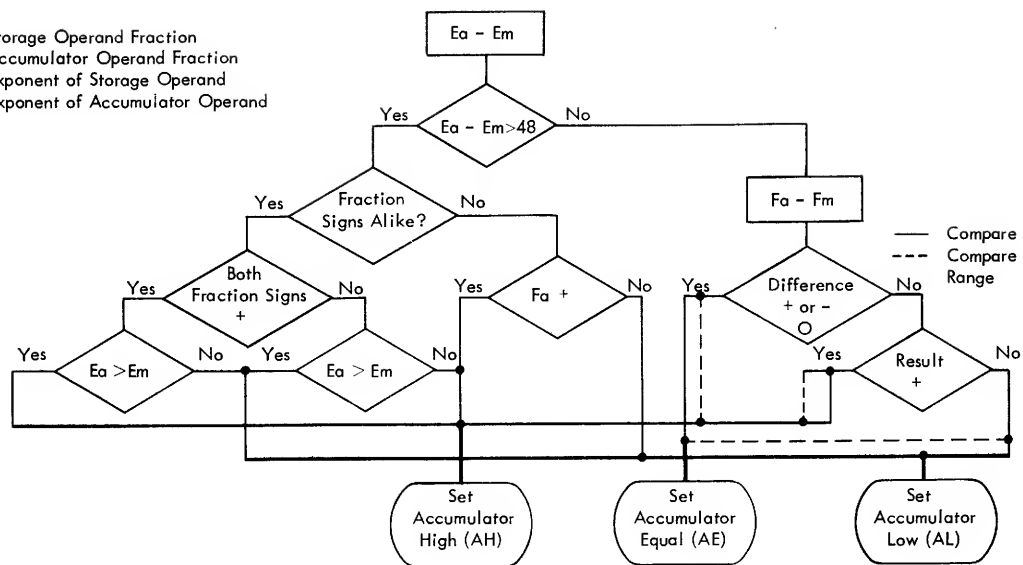 torage Operand Fraction
ccumulator Operand Fraction
xponent of Storage Operand
xponent of Accumulator Operand
Ea - Em
Yes
Ea - Em>48
No
Yes
Fraction
Signs Alike?
No
Fa - Fm
Compare
Compare
Range
Yes
Both
Fraction Signs
+
No
Yes
Fa +
No
Yes
Difference
+ or -
O
No
Yes
Ea >Em
No
Yes
Ea > Em
No
Yes
Result
+
No
Set
Accumulator
High (AH)
Set
Accumulator
Equal (AE)
Set
Accumulator
Low (AL)